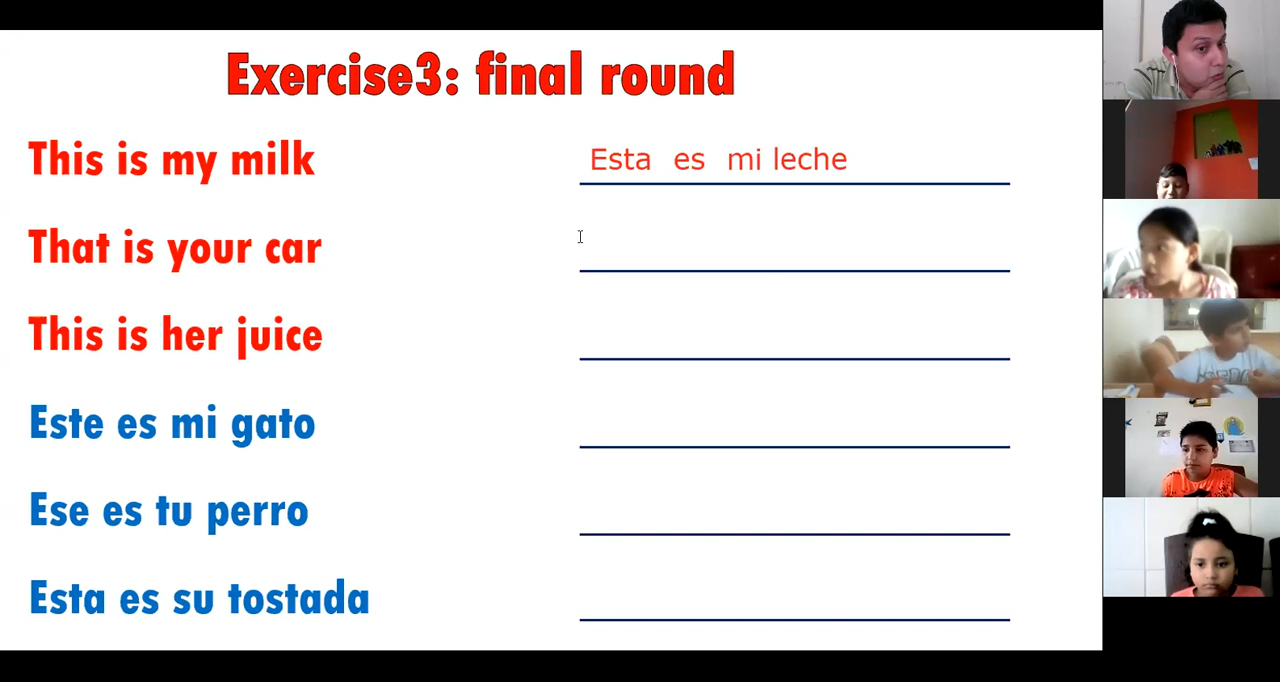 Exercise3: final round
This is my milk
Esta es mi leche
That is your car
This is her juice
Este es mi gato
Ese es tu perro
Esta es su tostada